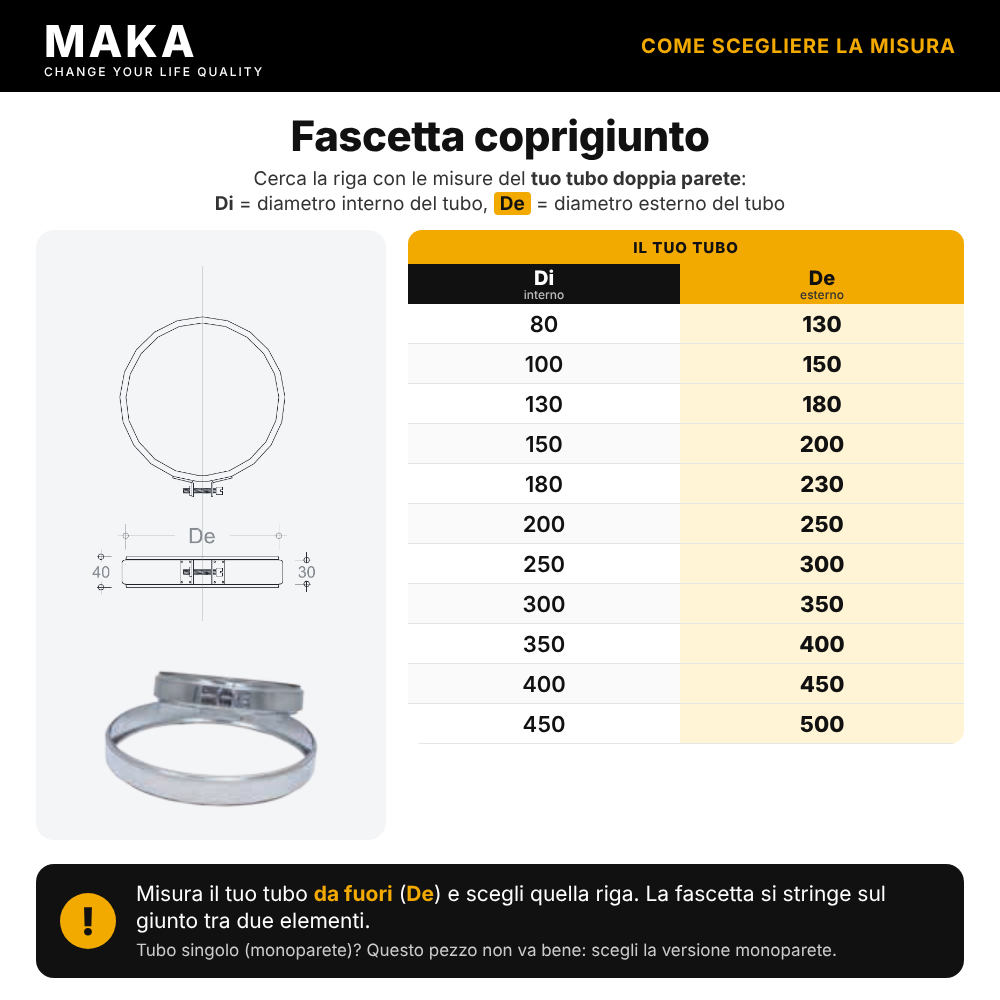 MAKA
CHANGE YOUR LIFE QUALITY
COME SCEGLIERE LA MISURA
Fascetta coprigiunto
Cerca la riga con le misure del tuo tubo doppia parete:
Di = diametro interno del tubo, De = diametro esterno del tubo
De
40
30
IL TUO TUBO
Di De
interno esterno
80 130
100 150
130 180
150 200
180 230
200 250
250 300
300 350
350 400
400 450
450 500
!
Misura il tuo tubo da fuori (De) e scegli quella riga. La fascetta si stringe sul
giunto tra due elementi.
Tubo singolo (monoparete)? Questo pezzo non va bene: scegli la versione monoparete.